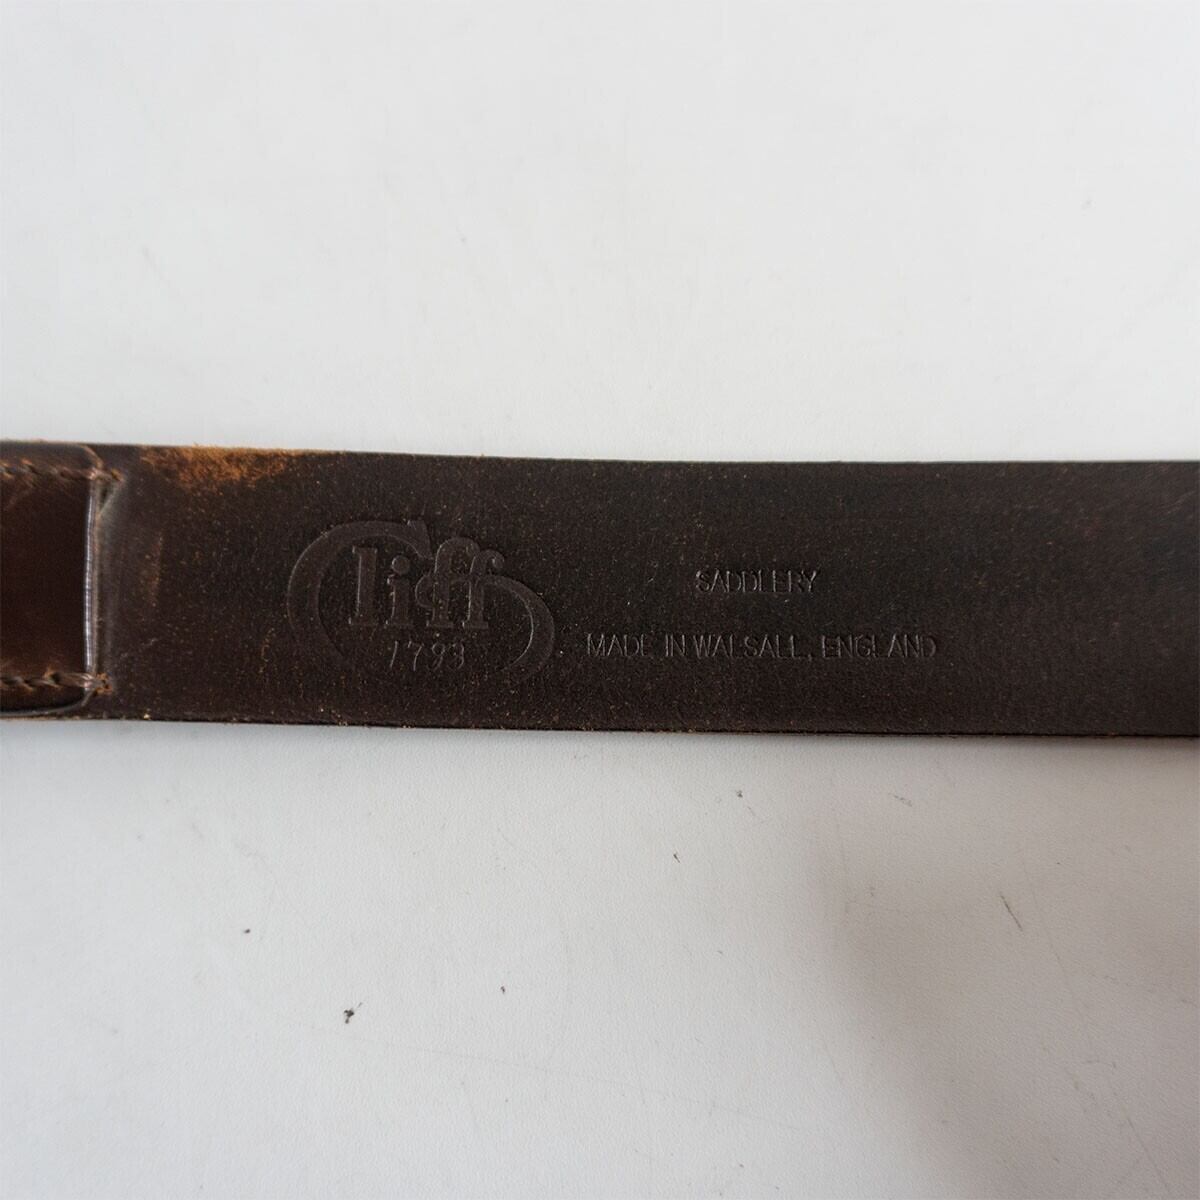 Cliff
1793
SADDLERY
MADE IN WALSALL, ENGLAND